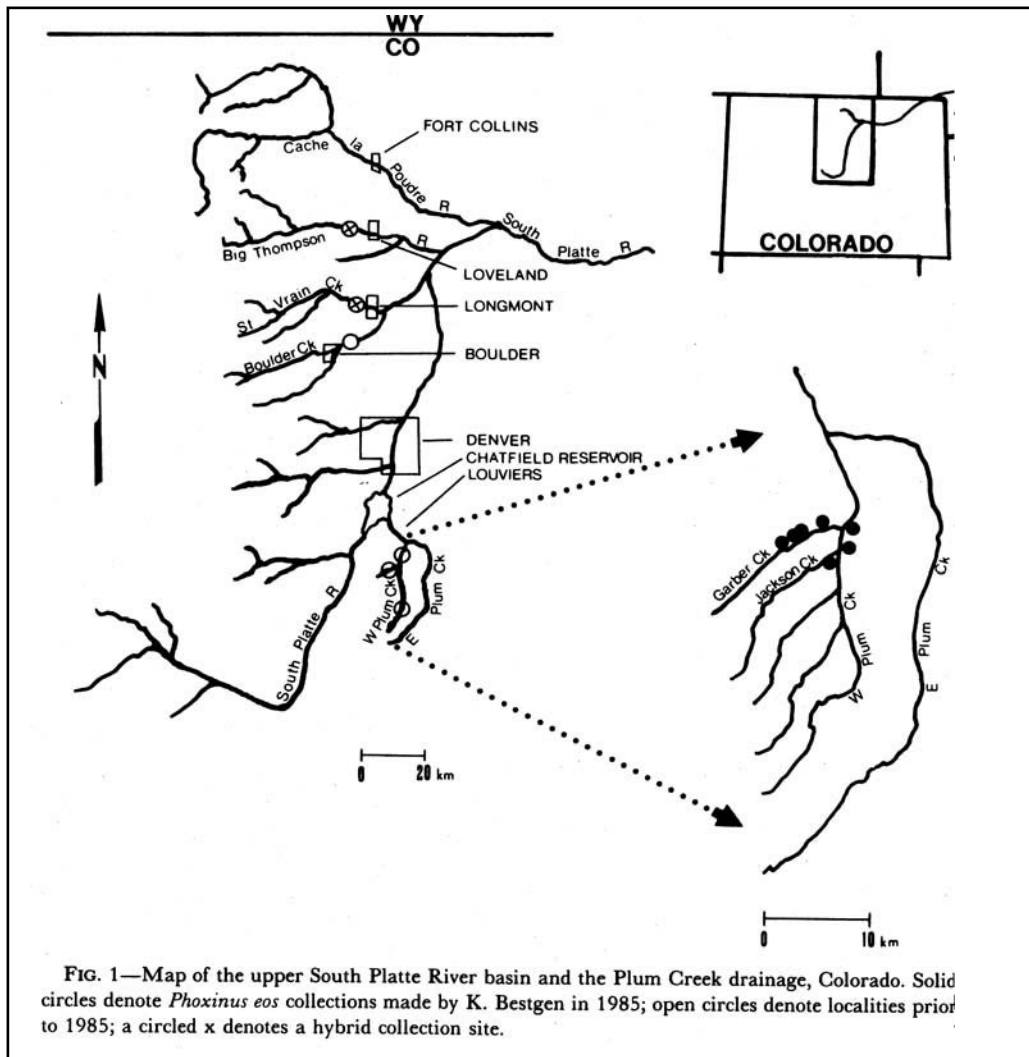 WY
CO
FORT COLLINS
Cache la Poudre R
South Platte R
Big Thompson R
LOVELAND
St Vrain Ck
LONGMONT
Boulder Ck
BOULDER
N
DENVER
CHATFIELD RESERVOIR
LOUVIERS
W Plum Ck
E Plum Ck
South Platte R
0 20 km
COLORADO
Garber Ck
Jackson Ck
W Plum Ck
E Plum Ck
0 10 km
FIG. 1—Map of the upper South Platte River basin and the Plum Creek drainage, Colorado. Solid
circles denote Phoxinus eos collections made by K. Bestgen in 1985; open circles denote localities prior
to 1985; a circled x denotes a hybrid collection site.